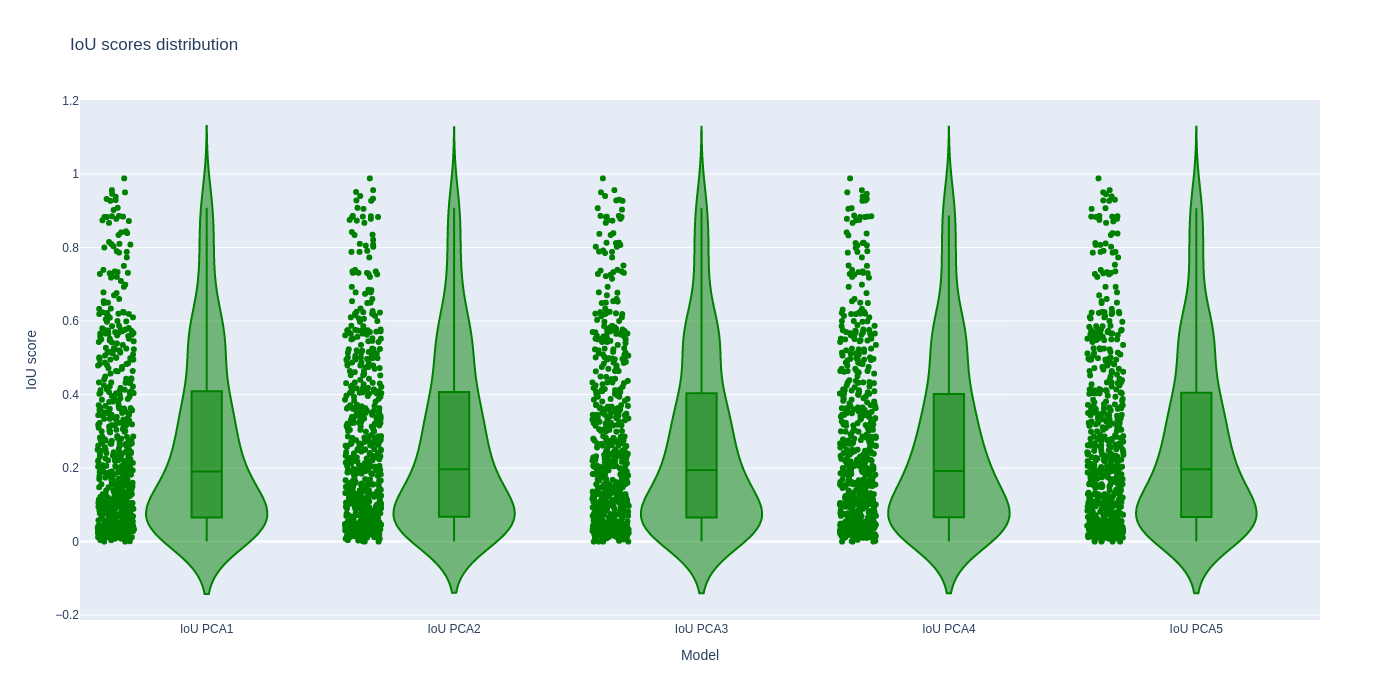 IoU scores distribution
1.2
1
0.8
0.6
0.4
0.2
0
−0.2
IoU score
IoU PCA1
IoU PCA2
IoU PCA3
IoU PCA4
IoU PCA5
Model